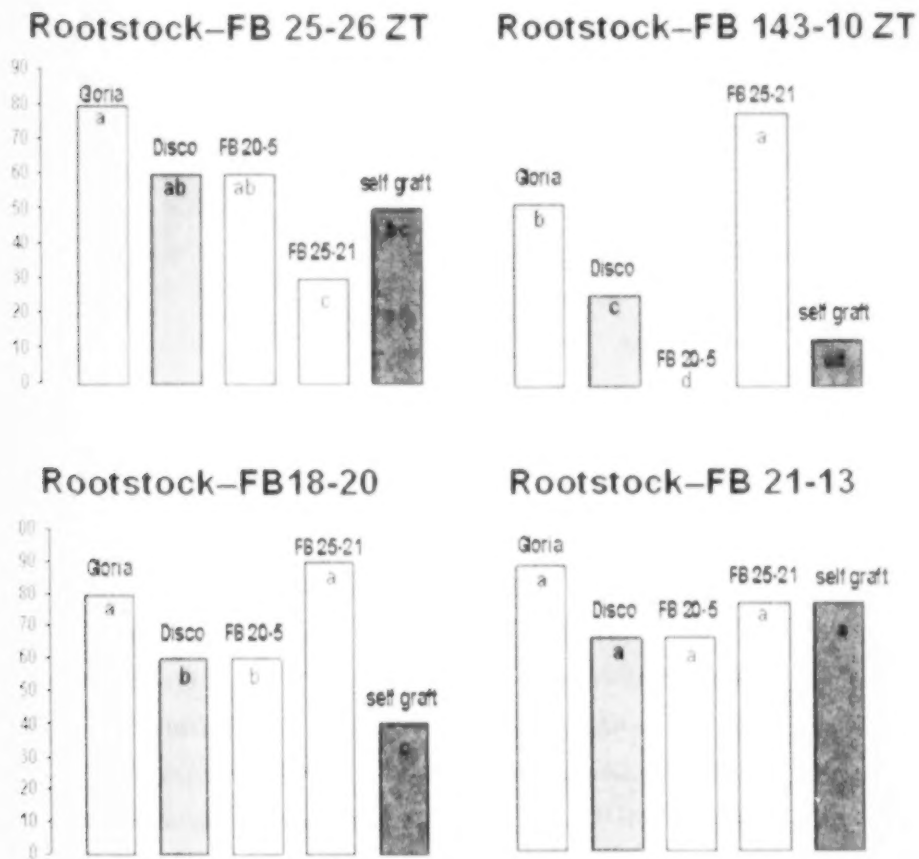 Rootstock–FB 25-26 ZT
90
80
70
60
50
40
30
20
10
0
Gloria
a
Disco
ab
FB 20-5
ab
FB 25-21
c
self graft
bc
Rootstock–FB 143-10 ZT
Gloria
b
Disco
c
FB 20-5
d
FB 25-21
a
self graft
Rootstock–FB18-20
90
80
70
60
50
40
30
20
10
0
Gloria
a
Disco
b
FB 20-5
b
FB 25-21
a
self graft
c
Rootstock–FB 21-13
Gloria
a
Disco
a
FB 20-5
a
FB 25-21
a
self graft
a